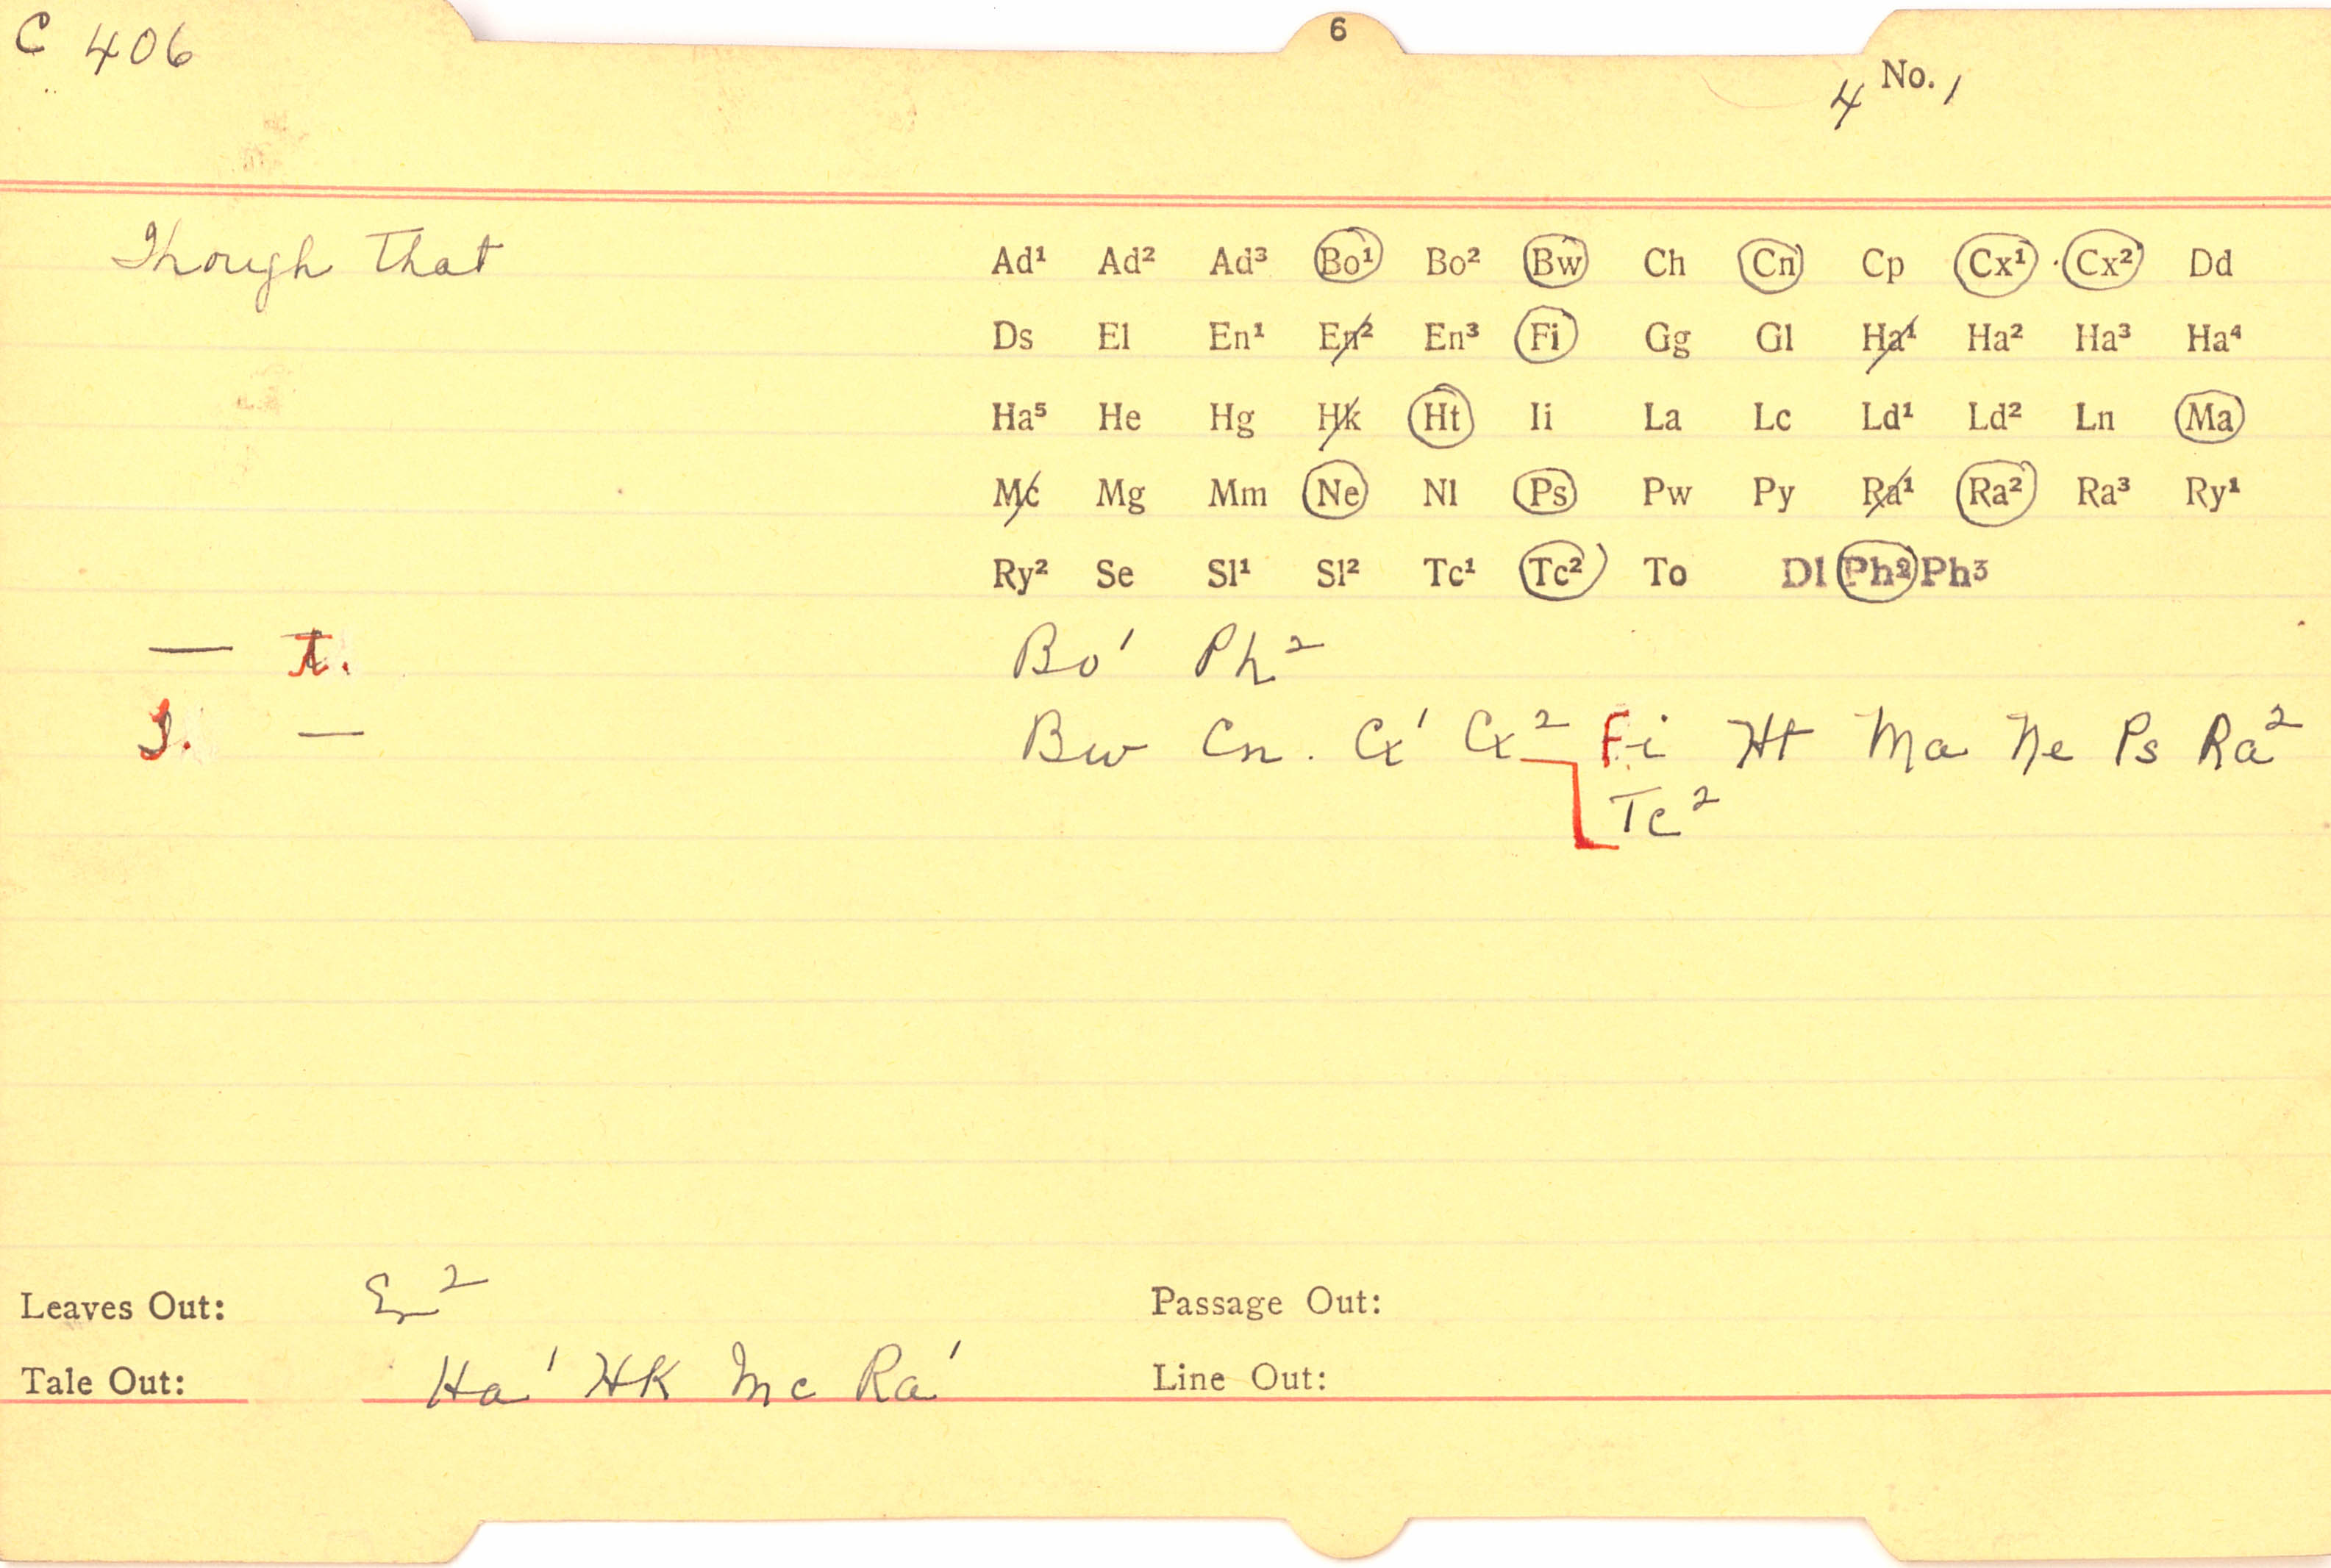 C 406
6
4 No. 1
Though That
Ad¹ Ad² Ad³ Bo¹ Bo² Bw Ch Cn Cp Cx¹ Cx² Dd
Ds El En¹ En² En³ Fi Gg Gl Ha¹ Ha² Ha³ Ha⁴
Ha⁵ He Hg Hk Ht Ii La Lc Ld¹ Ld² Ln Ma
Mc Mg Mm Ne Nl Ps Pw Py Ra¹ Ra² Ra³ Ry¹
Ry² Se Sl¹ Sl² Tc¹ Tc² To Dl Ph² Ph³
— t. Bo¹ Ph²
T. — Bw Cn. Cx¹ Cx² Fi Ht Ma Ne Ps Ra²
Tc²
Leaves Out: En² Passage Out:
Tale Out: Ha¹ Hk Mc Ra¹ Line Out: